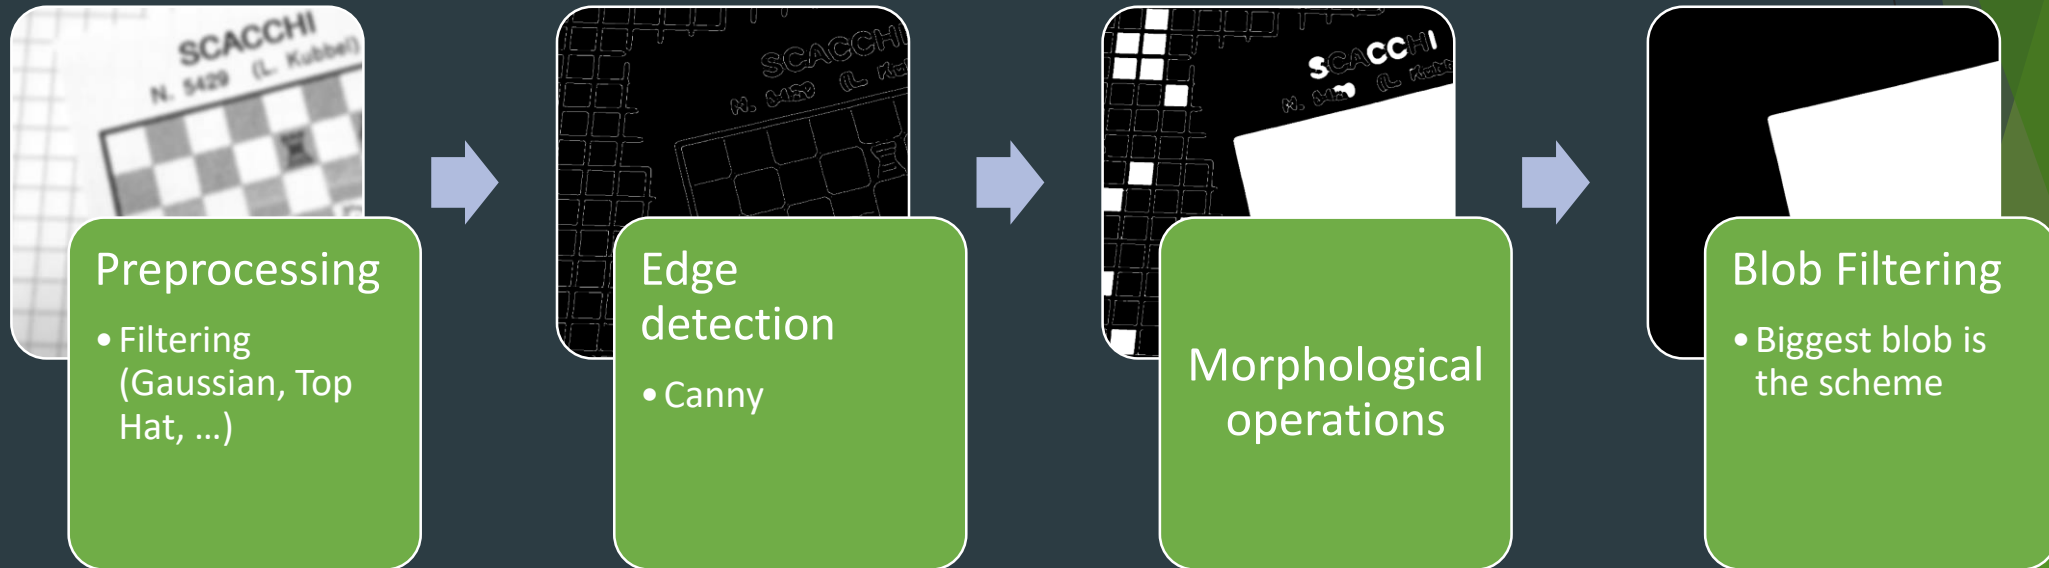 SCACCHI
N. 5429 (L. Kubbel)
Preprocessing
• Filtering
(Gaussian, Top
Hat, ...)
SCACCHI
N. (L.
Edge
detection
• Canny
SCACCHI
N. (L.
Morphological
operations
Blob Filtering
• Biggest blob is
the scheme